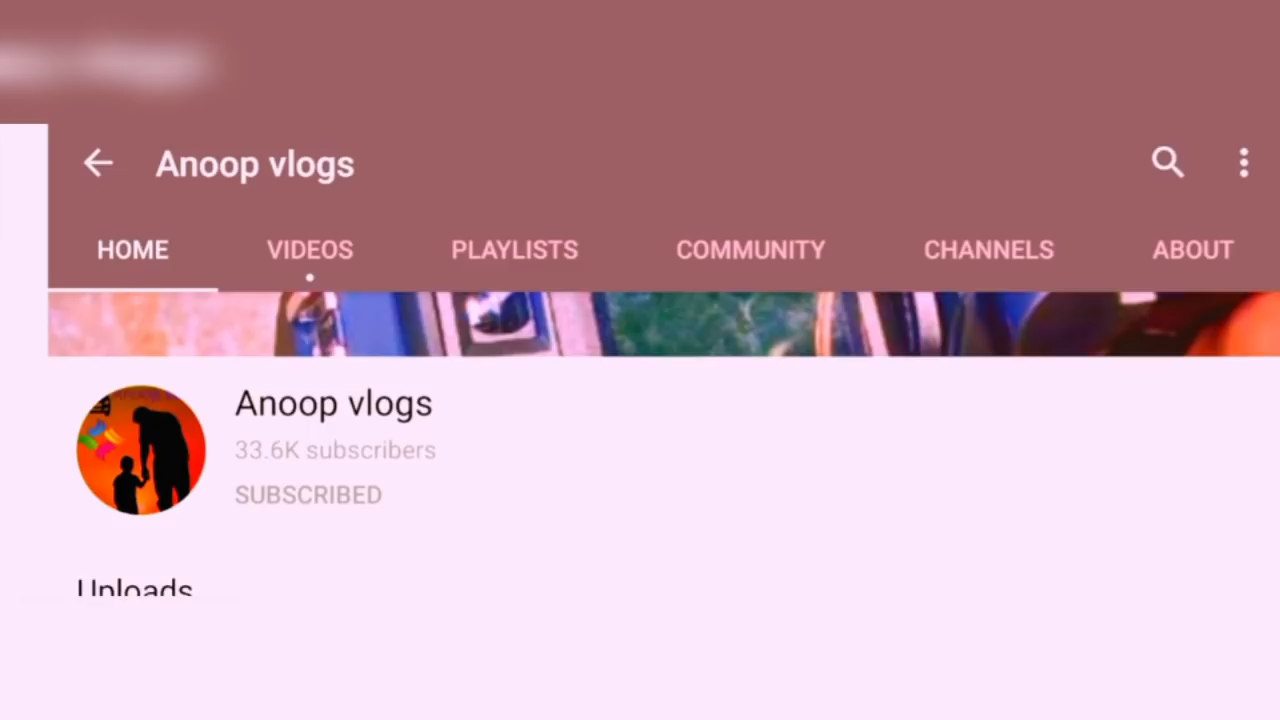 Anoop vlogs
HOME VIDEOS PLAYLISTS COMMUNITY CHANNELS ABOUT
Anoop vlogs
33.6K subscribers
SUBSCRIBED
Uploads